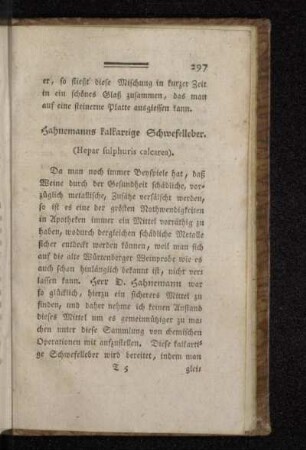 297
er, so fließt diese Mischung in kurzer Zeit
in ein schönes Glaß zusammen, das man
auf eine steinerne Platte ausgiessen kann.
Hahnemanns kalkartige Schwefelleber.
(Hepar sulphuris calcarea).
Da man noch immer Beyspiele hat, daß
Weine durch der Gesundheit schädliche, vor-
züglich metallische, Zusätze verfälscht werden,
so ist es eine der grösten Nothwendigkeiten
in Apotheken immer ein Mittel vorräthig zu
haben, wodurch dergleichen schädliche Metalle
sicher entdeckt werden können, weil man sich
auf die alte Würtenberger Weinprobe wie es
auch schon hinlänglich bekannt ist, nicht ver
lassen kann. Herr D. Hahnemann war
so glücklich, hierzu ein sicheres Mittel zu
finden, und daher nehme ich keinen Anstand
dieses Mittel um es gemeinnütziger zu ma
chen unter diese Sammlung von chemischen
Operationen mit aufzustellen. Diese kalkarti-
ge Schwefelleber wird bereitet, indem man
T 5 gleis